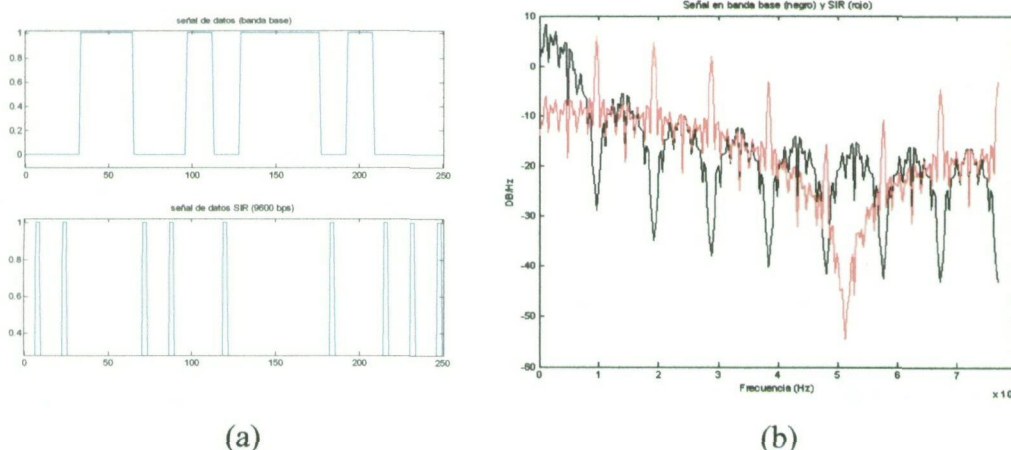 señal de datos (banda base)
1
0.8
0.6
0.4
0.2
0
0 50 100 150 200 250
señal de datos SIR (9600 bps)
1
0.8
0.6
0.4
0 50 100 150 200 250
(a)
Señal en banda base (negro) y SIR (rojo)
10
0
-10
-20
-30
-40
-50
-60
DB/Hz
0 1 2 3 4 5 6 7
Frecuencia (Hz)
x 10
(b)